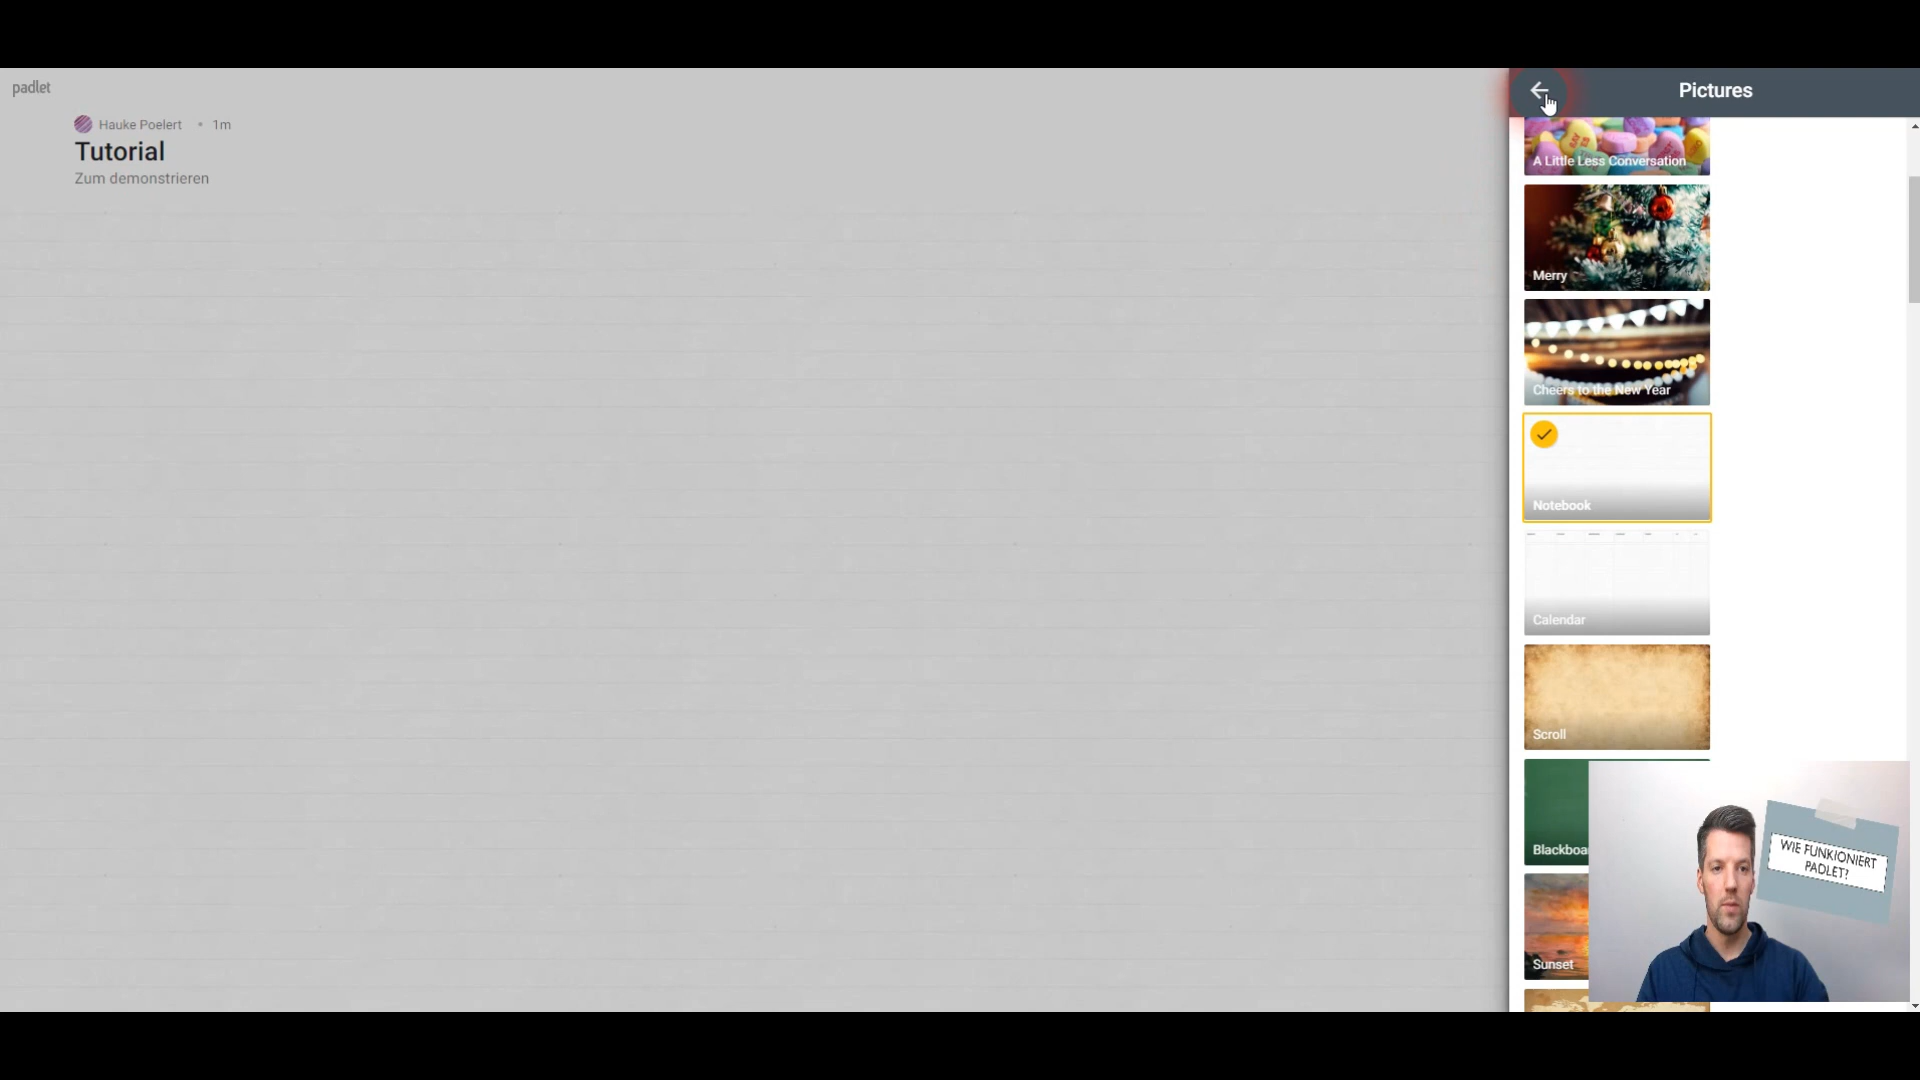 padlet
Hauke Poelert • 1m
Tutorial
Zum demonstrieren
Pictures
A Little Less Conversation
Merry
Cheers to the New Year
Notebook
Calendar
Scroll
Blackboa
Sunset
WIE FUNKIONIERT
PADLET?